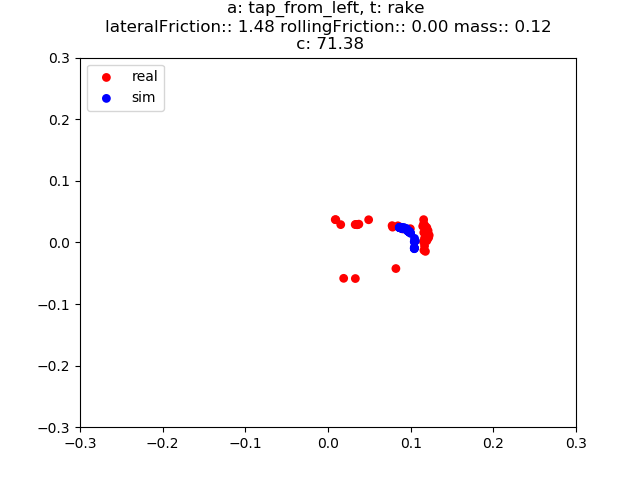 a: tap_from_left, t: rake
lateralFriction:: 1.48 rollingFriction:: 0.00 mass:: 0.12
c: 71.38
real
sim
0.3
0.2
0.1
0.0
−0.1
−0.2
−0.3
−0.3 −0.2 −0.1 0.0 0.1 0.2 0.3